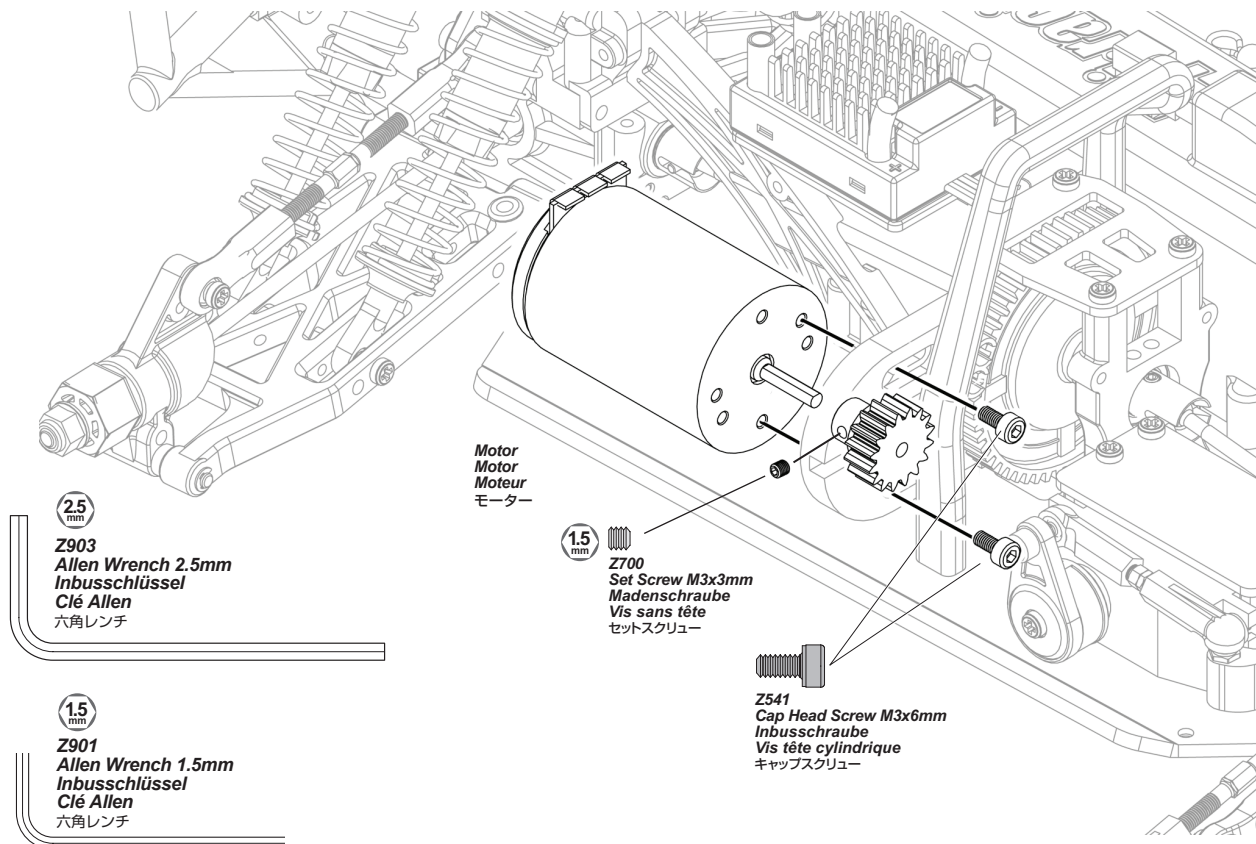 Motor
Motor
Moteur
モーター
2.5
mm
Z903
Allen Wrench 2.5mm
Inbusschlüssel
Clé Allen
六角レンチ
1.5
mm
Z700
Set Screw M3x3mm
Madenschraube
Vis sans tête
セットスクリュー
Z541
Cap Head Screw M3x6mm
Inbusschraube
Vis tête cylindrique
キャップスクリュー
1.5
mm
Z901
Allen Wrench 1.5mm
Inbusschlüssel
Clé Allen
六角レンチ